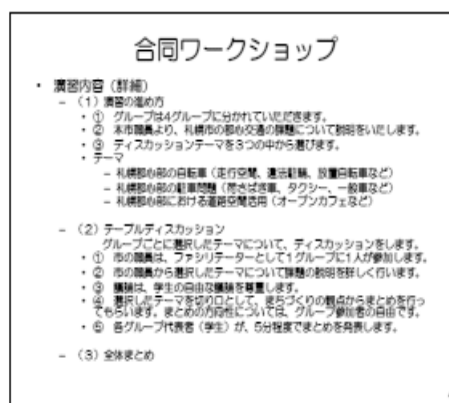 合同ワークショップ
• 演習内容（詳細）
– （1）演習の進め方
• ① グループは4グループに分かれていただきます。
• ② 本市職員より、札幌市の都心交通の課題について説明をいたします。
• ③ ディスカッションテーマを３つの中から選びます。
• テーマ
– 札幌都心部の自転車（走行空間、違法駐輪、放置自転車など）
– 札幌都心部の駐車問題（荷さばき車、タクシー、一般車など）
– 札幌都心部における道路空間活用（オープンカフェなど）
– （2）テーブルディスカッション
グループごとに選択したテーマについて、ディスカッションをします。
• ① 市の職員は、ファシリテーターとして1グループに1人が参加します。
• ② 市の職員から選択したテーマについて課題の説明を詳しく行います。
• ③ 議論は、学生の自由な議論を尊重します。
• ④ 選択したテーマを切り口として、まちづくりの観点からまとめを行っ
てもらいます。まとめの方向性については、グループ参加者の自由です。
• ⑤ 各グループ代表者（学生）が、5分程度でまとめを発表します。
– （3）全体まとめ